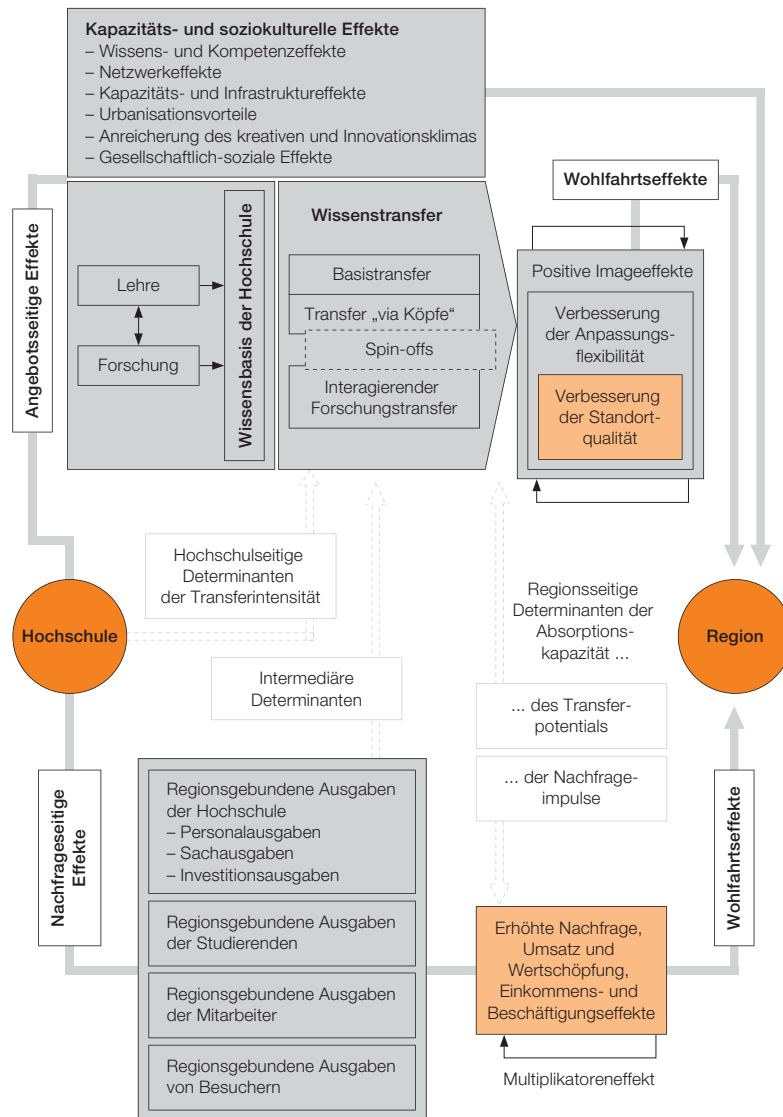 Kapazitäts- und soziokulturelle Effekte
– Wissens- und Kompetenzeffekte
– Netzwerkeffekte
– Kapazitäts- und Infrastruktureffekte
– Urbanisationsvorteile
– Anreicherung des kreativen und Innovationsklimas
– Gesellschaftlich-soziale Effekte
Wohlfahrtseffekte
Angebotsseitige Effekte
Lehre
Forschung
Wissensbasis der Hochschule
Wissenstransfer
Basistransfer
Transfer „via Köpfe“
Spin-offs
Interagierender
Forschungstransfer
Positive Imageeffekte
Verbesserung
der Anpassungs-
flexibilität
Verbesserung
der Standort-
qualität
Hochschulseitige
Determinanten
der Transferintensität
Regionsseitige
Determinanten der
Absorptions-
kapazität ...
Hochschule
Region
Intermediäre
Determinanten
... des Transfer-
potentials
... der Nachfrage-
impulse
Nachfrageseitige
Effekte
Regionsgebundene Ausgaben
der Hochschule
– Personalausgaben
– Sachausgaben
– Investitionsausgaben
Regionsgebundene Ausgaben
der Studierenden
Regionsgebundene Ausgaben
der Mitarbeiter
Regionsgebundene Ausgaben
von Besuchern
Erhöhte Nachfrage,
Umsatz und
Wertschöpfung,
Einkommens- und
Beschäftigungseffekte
Multiplikatoreneffekt
Wohlfahrtseffekte